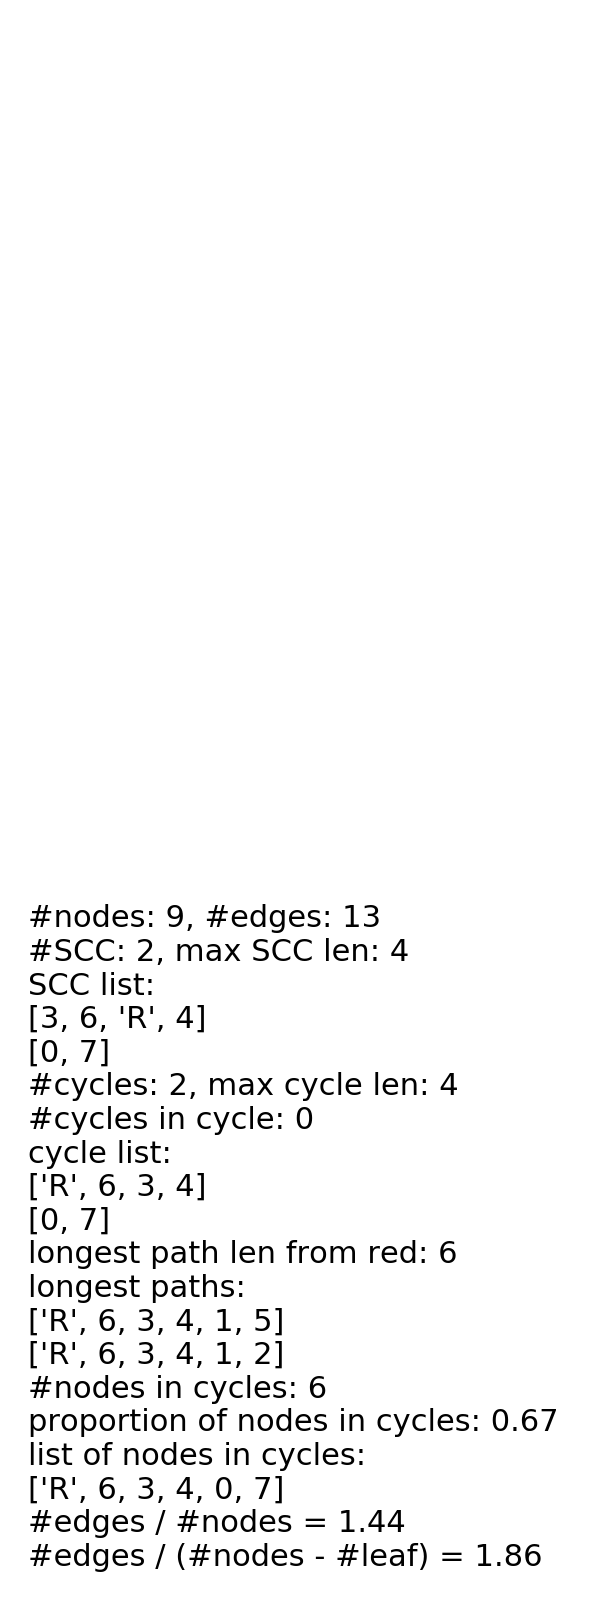 #nodes: 9, #edges: 13
#SCC: 2, max SCC len: 4
SCC list:
[3, 6, 'R', 4]
[0, 7]
#cycles: 2, max cycle len: 4
#cycles in cycle: 0
cycle list:
['R', 6, 3, 4]
[0, 7]
longest path len from red: 6
longest paths:
['R', 6, 3, 4, 1, 5]
['R', 6, 3, 4, 1, 2]
#nodes in cycles: 6
proportion of nodes in cycles: 0.67
list of nodes in cycles:
['R', 6, 3, 4, 0, 7]
#edges / #nodes = 1.44
#edges / (#nodes - #leaf) = 1.86